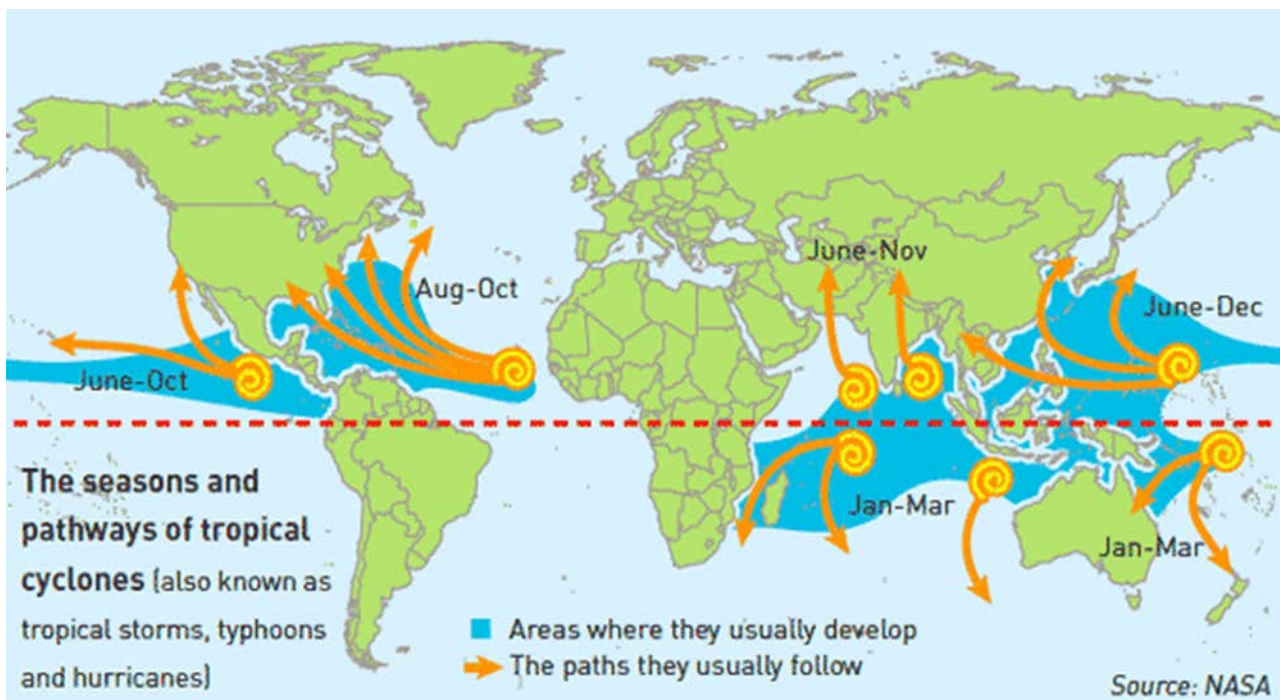 June-Nov
Aug-Oct
June-Dec
June-Oct
The seasons and
pathways of tropical
cyclones (also known as
tropical storms, typhoons
and hurricanes)
Jan-Mar
Jan-Mar
Areas where they usually develop
The paths they usually follow
Source: NASA